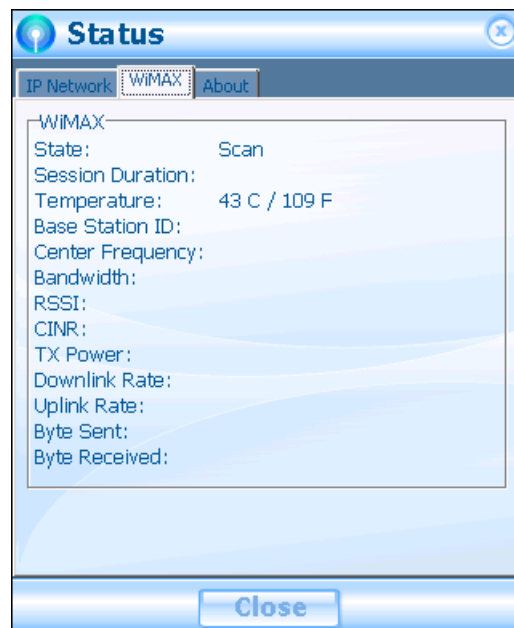 Status
IP Network WiMAX About
WiMAX
State: Scan
Session Duration:
Temperature: 43 C / 109 F
Base Station ID:
Center Frequency:
Bandwidth:
RSSI:
CINR:
TX Power:
Downlink Rate:
Uplink Rate:
Byte Sent:
Byte Received:
Close